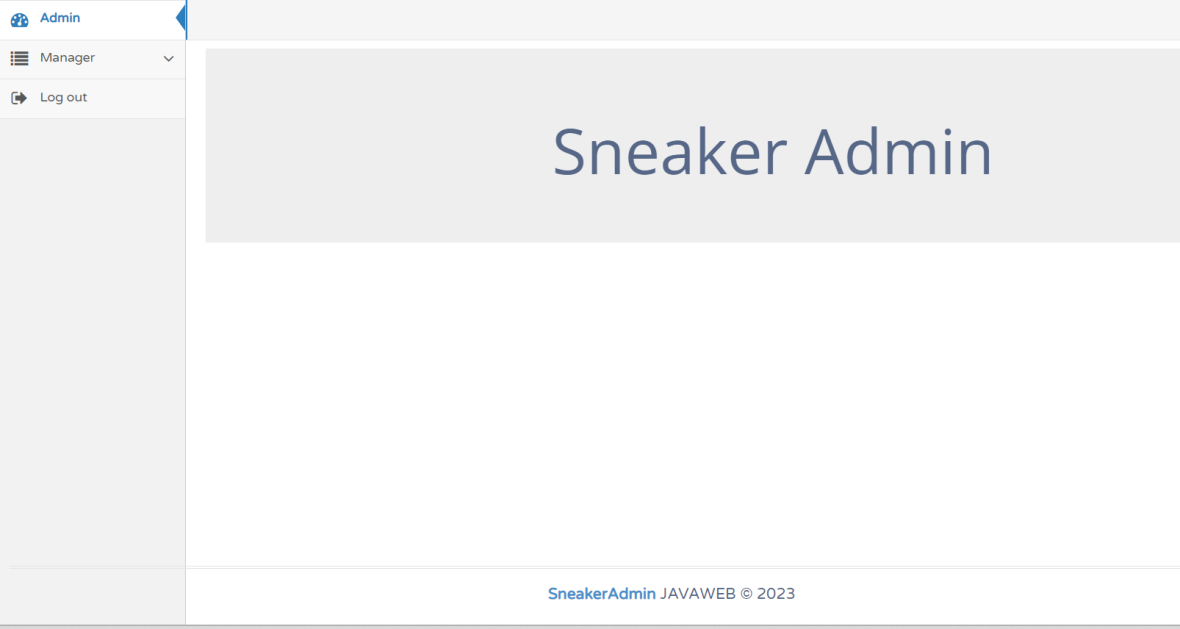 Admin
Manager
Log out
Sneaker Admin
SneakerAdmin JAVAWEB © 2023